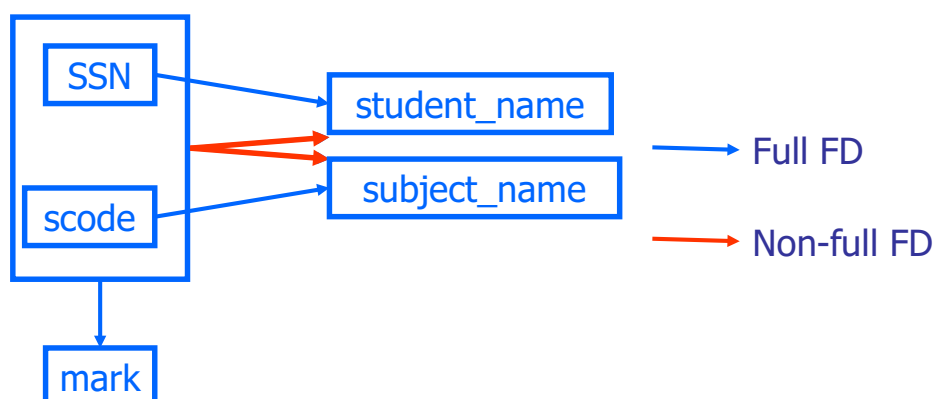 SSN
student_name
Full FD
subject_name
scode
Non-full FD
mark